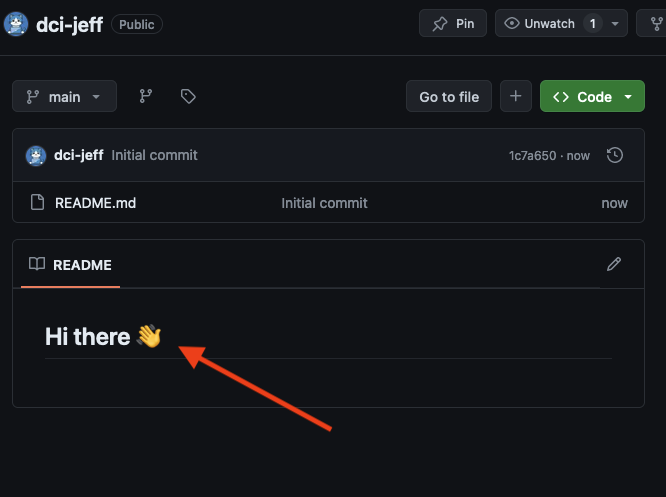 dci-jeff Public Pin Unwatch 1
main Go to file Code
dci-jeff Initial commit 1c7a650 · now
README.md Initial commit now
README
Hi there 👋